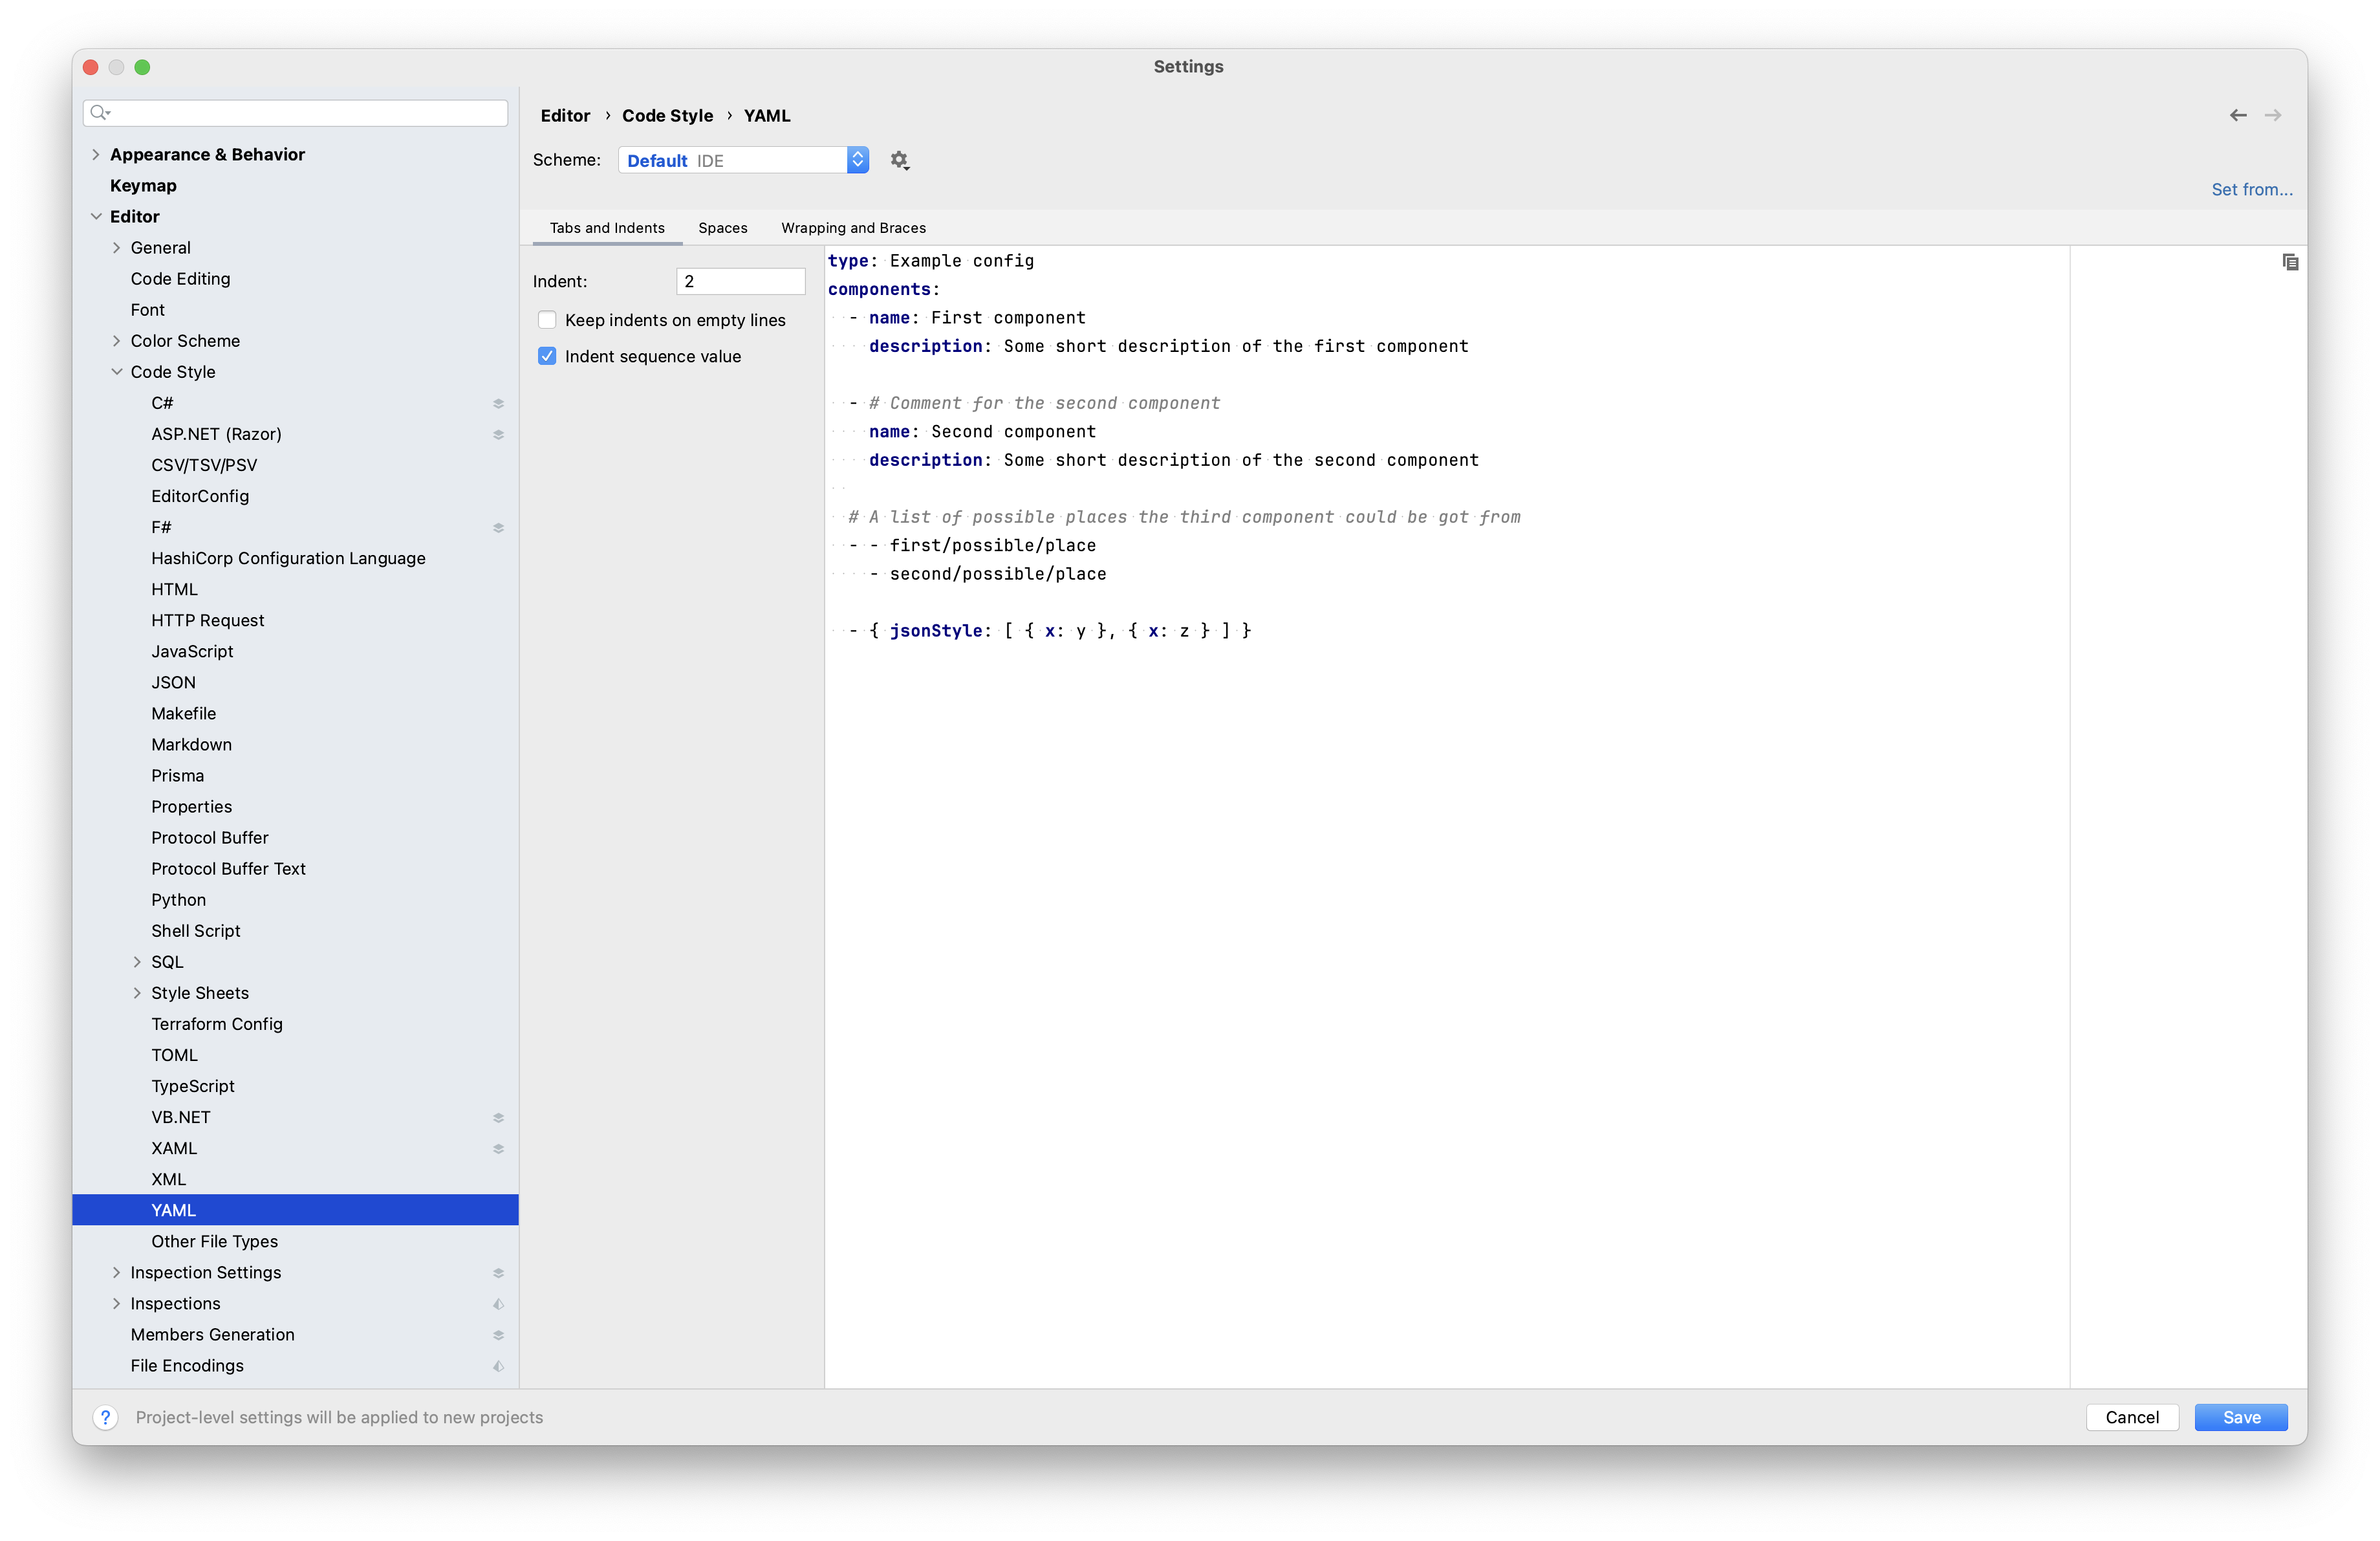 Settings
Appearance & Behavior
Keymap
Editor
General
Code Editing
Font
Color Scheme
Code Style
C#
ASP.NET (Razor)
CSV/TSV/PSV
EditorConfig
F#
HashiCorp Configuration Language
HTML
HTTP Request
JavaScript
JSON
Makefile
Markdown
Prisma
Properties
Protocol Buffer
Protocol Buffer Text
Python
Shell Script
SQL
Style Sheets
Terraform Config
TOML
TypeScript
VB.NET
XAML
XML
YAML
Other File Types
Inspection Settings
Inspections
Members Generation
File Encodings
Editor › Code Style › YAML
Scheme: Default IDE
Set from...
Tabs and Indents Spaces Wrapping and Braces
Indent: 2
Keep indents on empty lines
Indent sequence value
type: Example config
components:
  - name: First component
    description: Some short description of the first component
  - # Comment for the second component
    name: Second component
    description: Some short description of the second component
  # A list of possible places the third component could be got from
  - - first/possible/place
    - second/possible/place
  - { jsonStyle: [ { x: y }, { x: z } ] }
? Project-level settings will be applied to new projects
Cancel Save